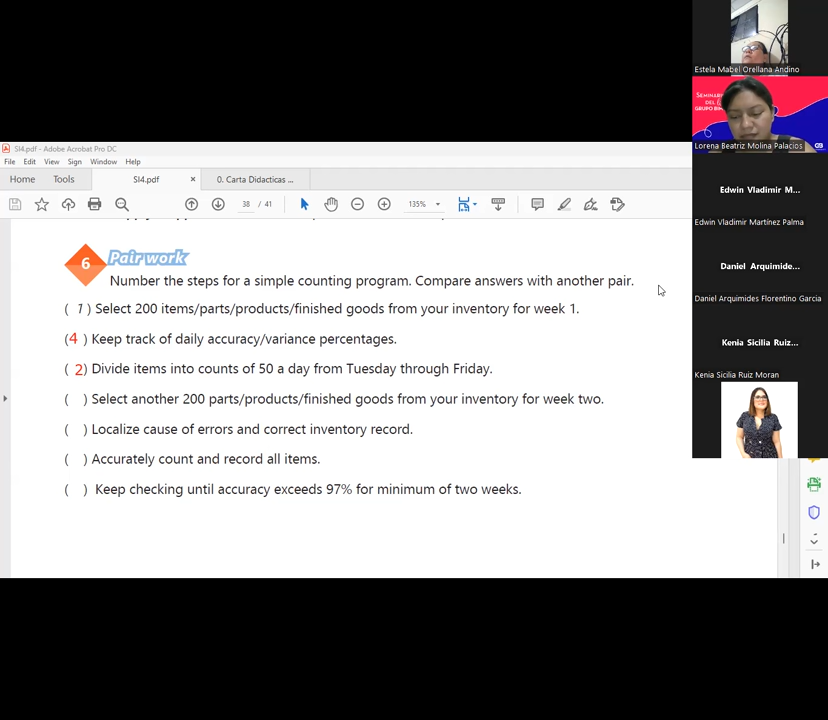 Estela Mabel Orellana Andino
SEMINAR
DEL
GRUPO BI
Lorena Beatriz Molina Palacios
SI4.pdf - Adobe Acrobat Pro DC
File Edit View Sign Window Help
Home Tools SI4.pdf × 0. Carta Didacticas ...
38 / 41 135%
Edwin Vladimir M...
Edwin Vladimir Martínez Palma
6 Pair work
Number the steps for a simple counting program. Compare answers with another pair.
( 1 ) Select 200 items/parts/products/finished goods from your inventory for week 1.
(4 ) Keep track of daily accuracy/variance percentages.
( 2) Divide items into counts of 50 a day from Tuesday through Friday.
( ) Select another 200 parts/products/finished goods from your inventory for week two.
( ) Localize cause of errors and correct inventory record.
( ) Accurately count and record all items.
( ) Keep checking until accuracy exceeds 97% for minimum of two weeks.
Daniel Arquimide...
Daniel Arquimides Florentino Garcia
Kenia Sicilia Ruiz...
Kenia Sicilia Ruiz Moran